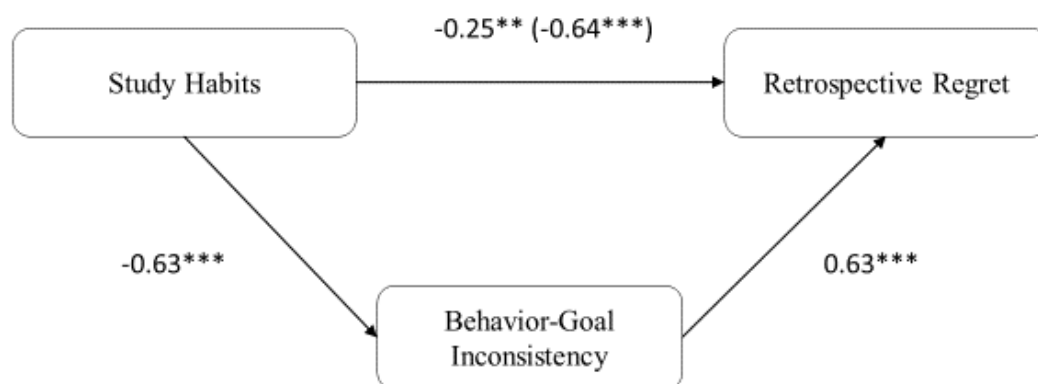 -0.25** (-0.64***)
Study Habits
Retrospective Regret
-0.63***
0.63***
Behavior-Goal
Inconsistency